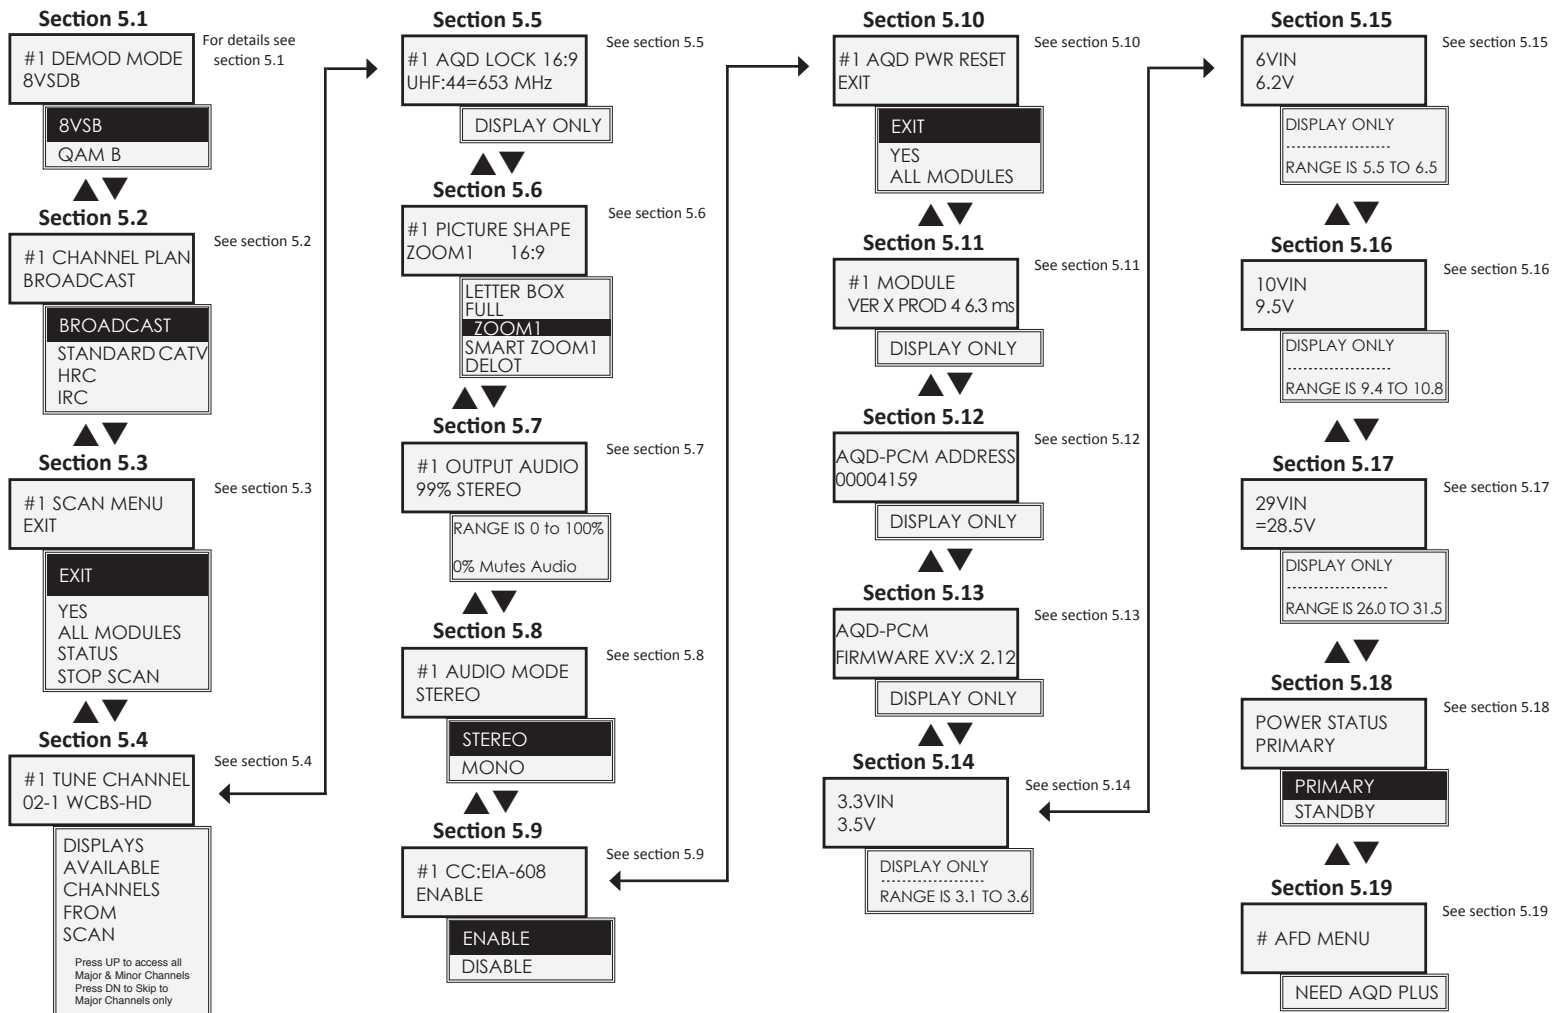 Section 5.1
#1 DEMOD MODE
8VSDB
For details see
section 5.1
8VSB
QAM B
Section 5.2
#1 CHANNEL PLAN
BROADCAST
See section 5.2
BROADCAST
STANDARD CATV
HRC
IRC
Section 5.3
#1 SCAN MENU
EXIT
See section 5.3
EXIT
YES
ALL MODULES
STATUS
STOP SCAN
Section 5.4
#1 TUNE CHANNEL
02-1 WCBS-HD
See section 5.4
DISPLAYS
AVAILABLE
CHANNELS
FROM
SCAN
Press UP to access all
Major & Minor Channels
Press DN to Skip to
Major Channels only
Section 5.5
#1 AQD LOCK 16:9
UHF:44=653 MHz
See section 5.5
DISPLAY ONLY
Section 5.6
#1 PICTURE SHAPE
ZOOM1 16:9
See section 5.6
LETTER BOX
FULL
ZOOM1
SMART ZOOM1
DELOT
Section 5.7
#1 OUTPUT AUDIO
99% STEREO
See section 5.7
RANGE IS 0 to 100%
0% Mutes Audio
Section 5.8
#1 AUDIO MODE
STEREO
See section 5.8
STEREO
MONO
Section 5.9
#1 CC:EIA-608
ENABLE
See section 5.9
ENABLE
DISABLE
Section 5.10
#1 AQD PWR RESET
EXIT
See section 5.10
EXIT
YES
ALL MODULES
Section 5.11
#1 MODULE
VER X PROD 4 6.3 ms
See section 5.11
DISPLAY ONLY
Section 5.12
AQD-PCM ADDRESS
00004159
See section 5.12
DISPLAY ONLY
Section 5.13
AQD-PCM
FIRMWARE XV:X 2.12
See section 5.13
DISPLAY ONLY
Section 5.14
3.3VIN
3.5V
See section 5.14
DISPLAY ONLY
-------------------
RANGE IS 3.1 TO 3.6
Section 5.15
6VIN
6.2V
See section 5.15
DISPLAY ONLY
-------------------
RANGE IS 5.5 TO 6.5
Section 5.16
10VIN
9.5V
See section 5.16
DISPLAY ONLY
-------------------
RANGE IS 9.4 TO 10.8
Section 5.17
29VIN
=28.5V
See section 5.17
DISPLAY ONLY
-------------------
RANGE IS 26.0 TO 31.5
Section 5.18
POWER STATUS
PRIMARY
See section 5.18
PRIMARY
STANDBY
Section 5.19
# AFD MENU
See section 5.19
NEED AQD PLUS